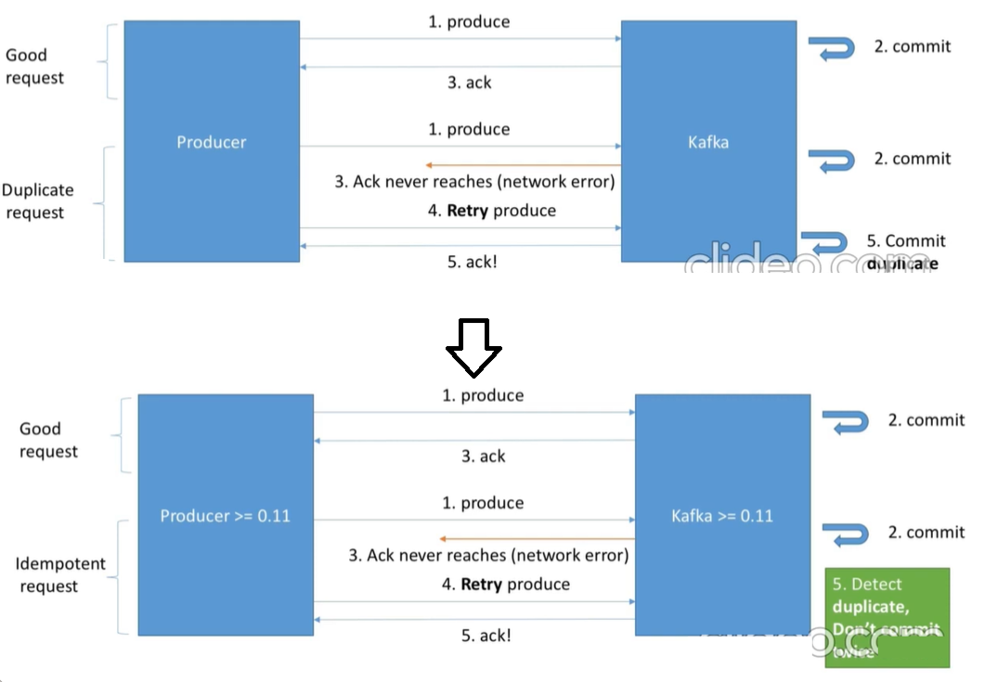 1. produce
Good
request
2. commit
3. ack
Producer
Kafka
1. produce
2. commit
3. Ack never reaches (network error)
Duplicate
request
4. Retry produce
5. Commit
duplicate
5. ack!
clideo.com
1. produce
Good
request
2. commit
3. ack
Producer >= 0.11
Kafka >= 0.11
1. produce
2. commit
3. Ack never reaches (network error)
Idempotent
request
4. Retry produce
5. Detect
duplicate,
Don't commit
twice
5. ack!